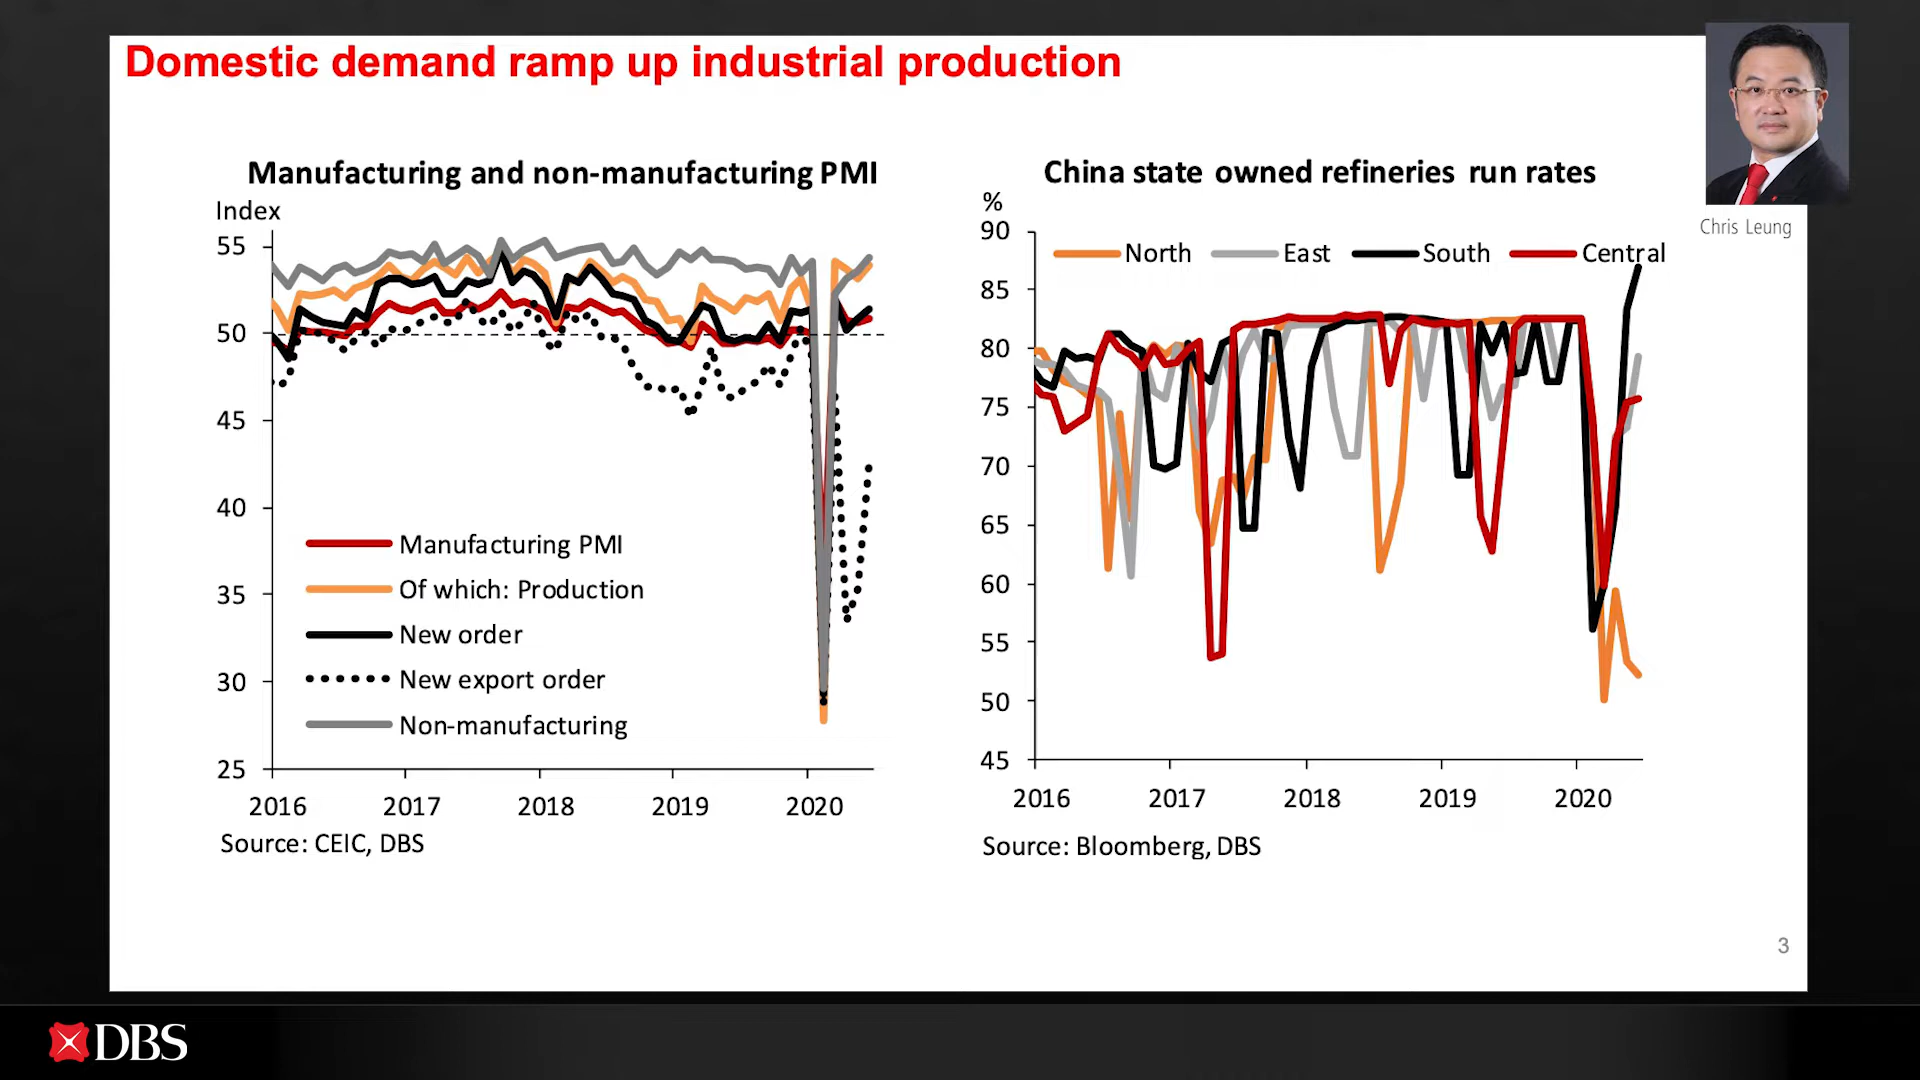 Domestic demand ramp up industrial production
Chris Leung
Manufacturing and non-manufacturing PMI
Index
55
50
45
40
35
30
25
Manufacturing PMI
Of which: Production
New order
New export order
Non-manufacturing
2016 2017 2018 2019 2020
Source: CEIC, DBS
China state owned refineries run rates
%
90
85
80
75
70
65
60
55
50
45
North East South Central
2016 2017 2018 2019 2020
Source: Bloomberg, DBS
3
DBS